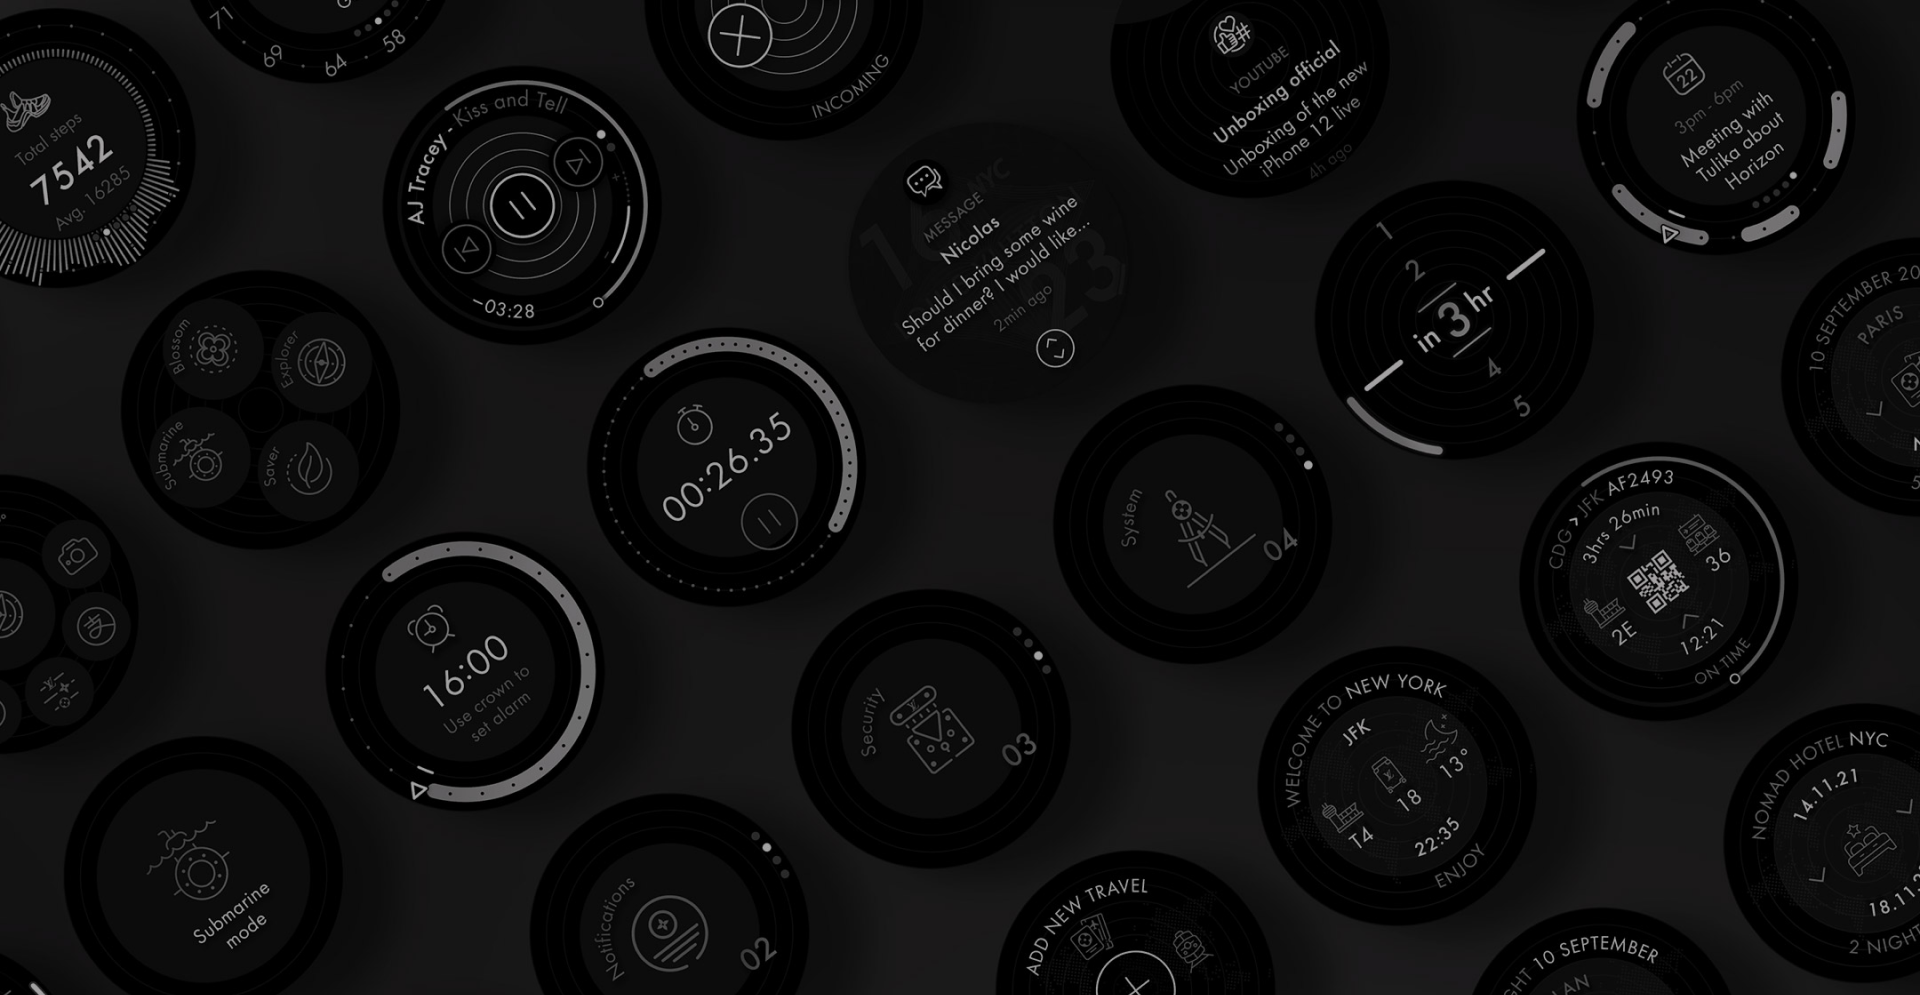 Total steps
7542
Avg. 16285
71
69
64
58
AJ Tracey - Kiss and Tell
-03:28
INCOMING
MESSAGE
Nicolas
Should I bring some wine
for dinner? I would like...
2min ago
YOUTUBE
Unboxing official
Unboxing of the new
iPhone 12 live
4h ago
22
3pm - 6pm
Meeting with
Tulika about
Horizon
1
2
in 3 hr
4
5
10 SEPTEMBER 20
PARIS
Blossom
Explorer
Submarine
Saver
00:26.35
System
04
CDG > JFK AF2493
3hrs 26min
36
2E
12:21
ON TIME
16:00
Use crown to
set alarm
Security
03
WELCOME TO NEW YORK
JFK
13°
18
T4
22:35
ENJOY
NOMAD HOTEL NYC
14.11.21
18.11.2
2 NIGHT
Submarine
mode
Notifications
02
ADD NEW TRAVEL
GHT 10 SEPTEMBER
LAN